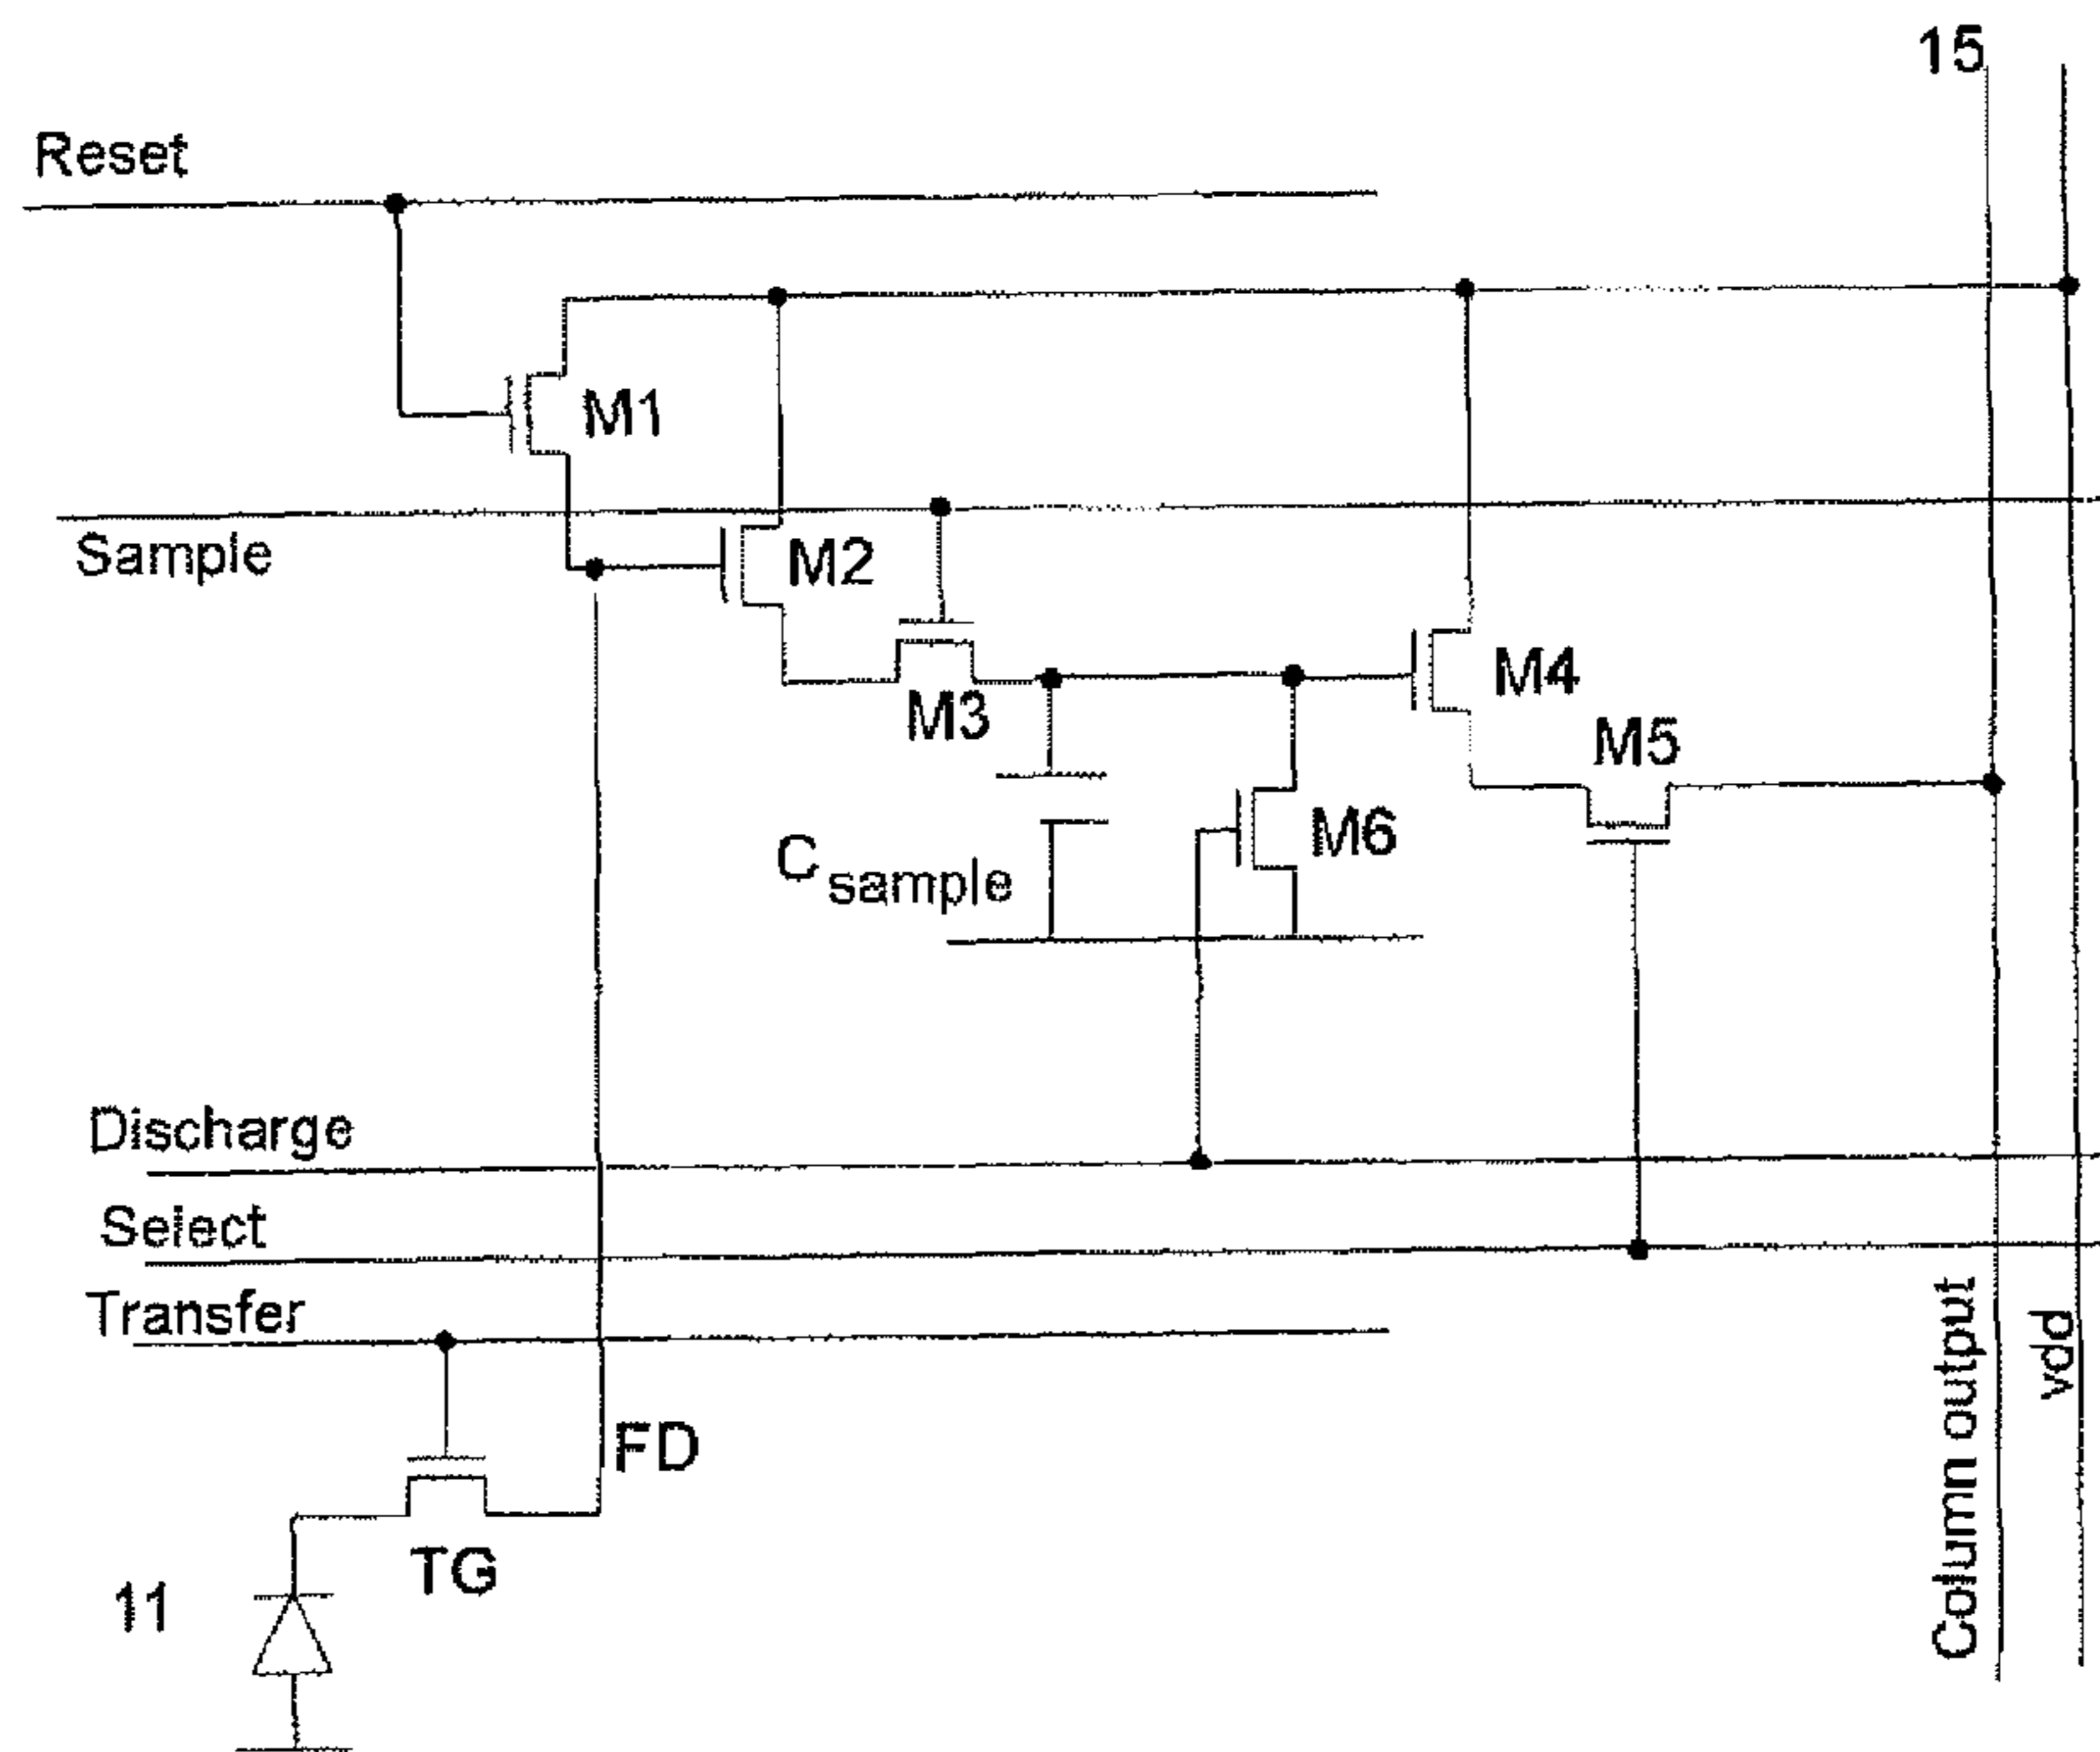 15
Reset
M1
Sample
M2
M3
M4
M5
M6
C sample
Discharge
Select
Transfer
FD
TG
11
Column output
vdd